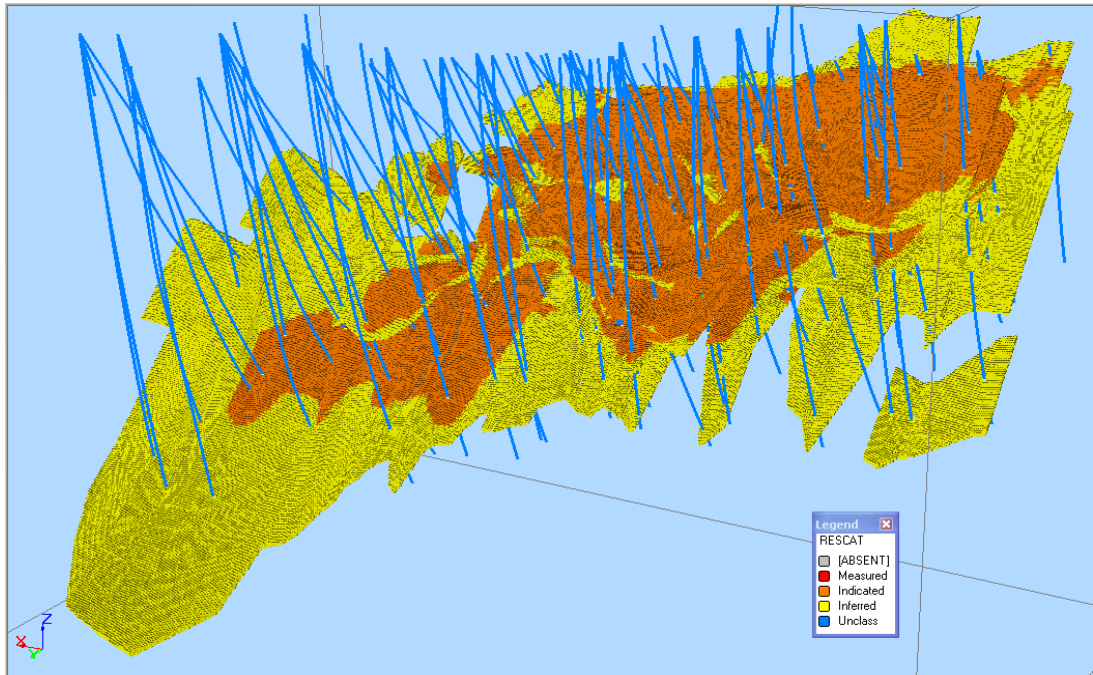 Legend
RESCAT
[ABSENT]
Measured
Indicated
Inferred
Unclass
Z
X
Y